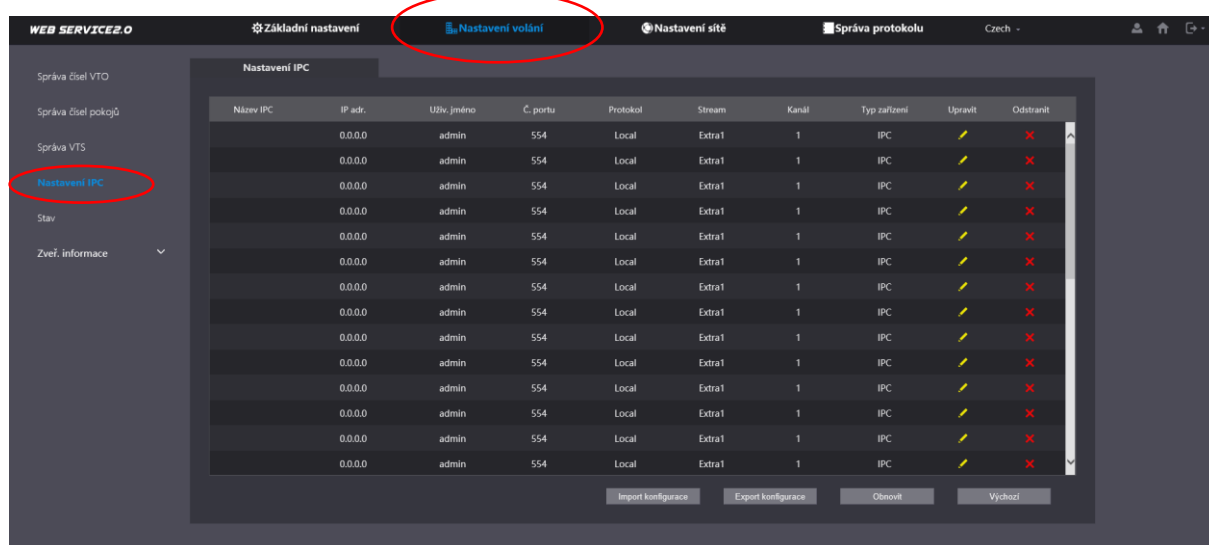 WEB SERVICE2.0 Základní nastavení Nastavení volání Nastavení sítě Správa protokolu Czech
Správa čísel VTO
Správa čísel pokojů
Správa VTS
Nastavení IPC
Stav
Zveř. informace
Nastavení IPC
Název IPC IP adr. Uživ. jméno Č. portu Protokol Stream Kanál Typ zařízení Upravit Odstranit
0.0.0.0 admin 554 Local Extra1 1 IPC
0.0.0.0 admin 554 Local Extra1 1 IPC
0.0.0.0 admin 554 Local Extra1 1 IPC
0.0.0.0 admin 554 Local Extra1 1 IPC
0.0.0.0 admin 554 Local Extra1 1 IPC
0.0.0.0 admin 554 Local Extra1 1 IPC
0.0.0.0 admin 554 Local Extra1 1 IPC
0.0.0.0 admin 554 Local Extra1 1 IPC
0.0.0.0 admin 554 Local Extra1 1 IPC
0.0.0.0 admin 554 Local Extra1 1 IPC
0.0.0.0 admin 554 Local Extra1 1 IPC
0.0.0.0 admin 554 Local Extra1 1 IPC
0.0.0.0 admin 554 Local Extra1 1 IPC
0.0.0.0 admin 554 Local Extra1 1 IPC
Import konfigurace Export konfigurace Obnovit Výchozí